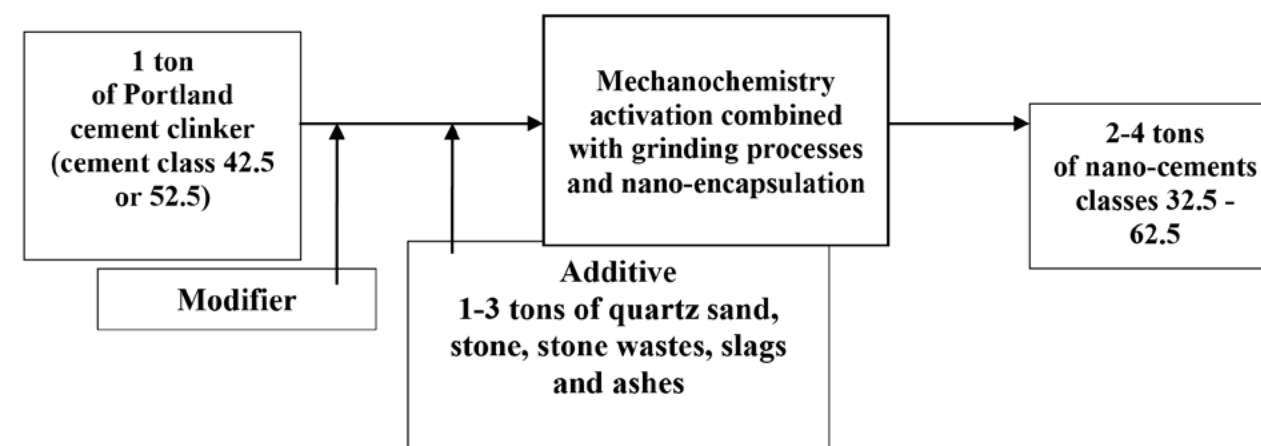 1 ton
of Portland
cement clinker
(cement class 42.5
or 52.5)
Modifier
Additive
1-3 tons of quartz sand,
stone, stone wastes, slags
and ashes
Mechanochemistry
activation combined
with grinding processes
and nano-encapsulation
2-4 tons
of nano-cements
classes 32.5 -
62.5